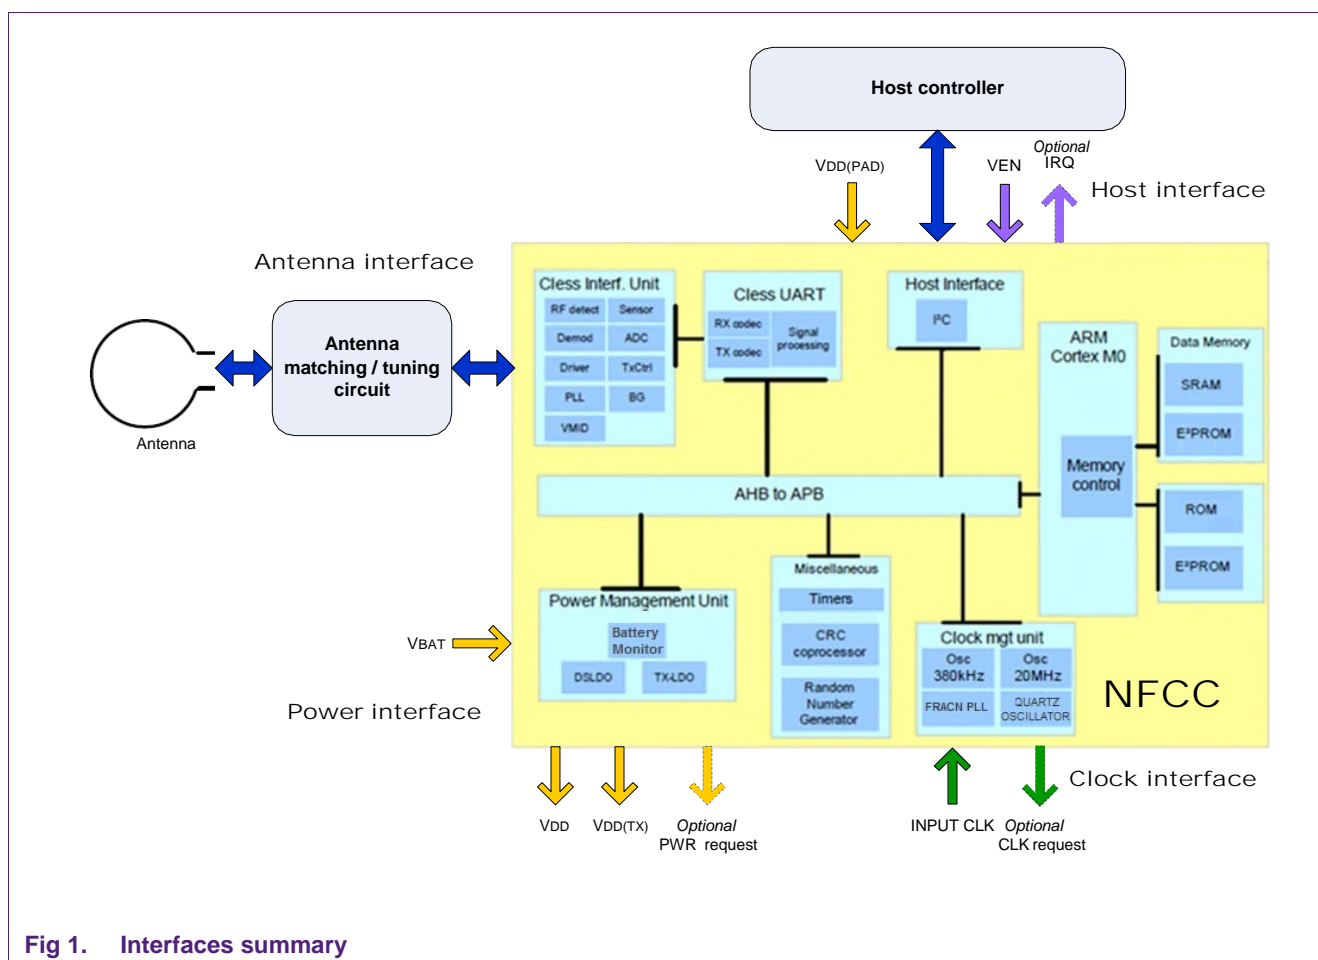 Host controller
VDD(PAD)
VEN
Optional
IRQ
Host interface
Antenna interface
Antenna
matching / tuning
circuit
Antenna
Cless Interf. Unit
RF detect
Sensor
Demod
ADC
Driver
TxCtrl
PLL
BG
VMID
Cless UART
RX codec
TX codec
Signal
processing
Host Interface
I²C
ARM
Cortex M0
Memory
control
Data Memory
SRAM
E²PROM
ROM
E²PROM
AHB to APB
Power Management Unit
Battery
Monitor
DSLDO
TX-LDO
Miscellaneous
Timers
CRC
coprocessor
Random
Number
Generator
Clock mgt unit
Osc
380kHz
Osc
20MHz
FRACN PLL
QUARTZ
OSCILLATOR
NFCC
VBAT
Power interface
VDD
VDD(TX)
Optional
PWR request
INPUT CLK
Optional
CLK request
Clock interface
Fig 1. Interfaces summary